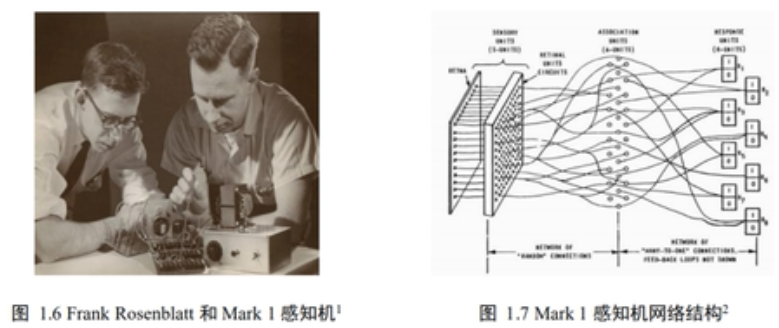 SENSORY
UNITS
(S-UNITS)
ASSOCIATION
UNITS
(A-UNITS)
RESPONSE
UNITS
(R-UNITS)
RETINA
RETINAL UNITS
CIRCUITS
NETWORK OF
"RANDOM" CONNECTIONS
NETWORK OF
"MANY-TO-ONE" CONNECTIONS,
FEED-BACK LOOPS NOT SHOWN
图 1.6 Frank Rosenblatt 和 Mark 1 感知机¹
图 1.7 Mark 1 感知机网络结构²